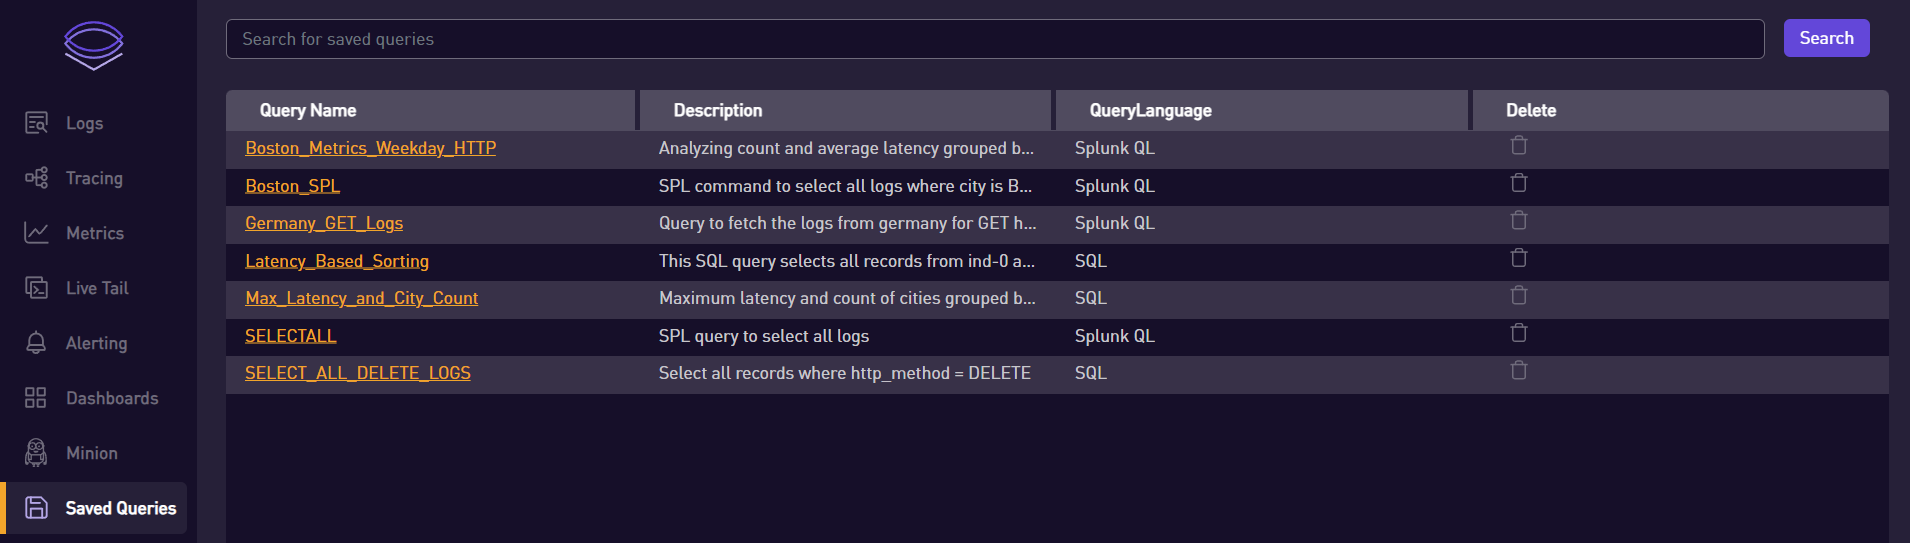 Search for saved queries
Search
Logs
Tracing
Metrics
Live Tail
Alerting
Dashboards
Minion
Saved Queries
Query Name Description QueryLanguage Delete
Boston_Metrics_Weekday_HTTP Analyzing count and average latency grouped b... Splunk QL
Boston_SPL SPL command to select all logs where city is B... Splunk QL
Germany_GET_Logs Query to fetch the logs from germany for GET h... Splunk QL
Latency_Based_Sorting This SQL query selects all records from ind-0 a... SQL
Max_Latency_and_City_Count Maximum latency and count of cities grouped b... SQL
SELECTALL SPL query to select all logs Splunk QL
SELECT_ALL_DELETE_LOGS Select all records where http_method = DELETE SQL